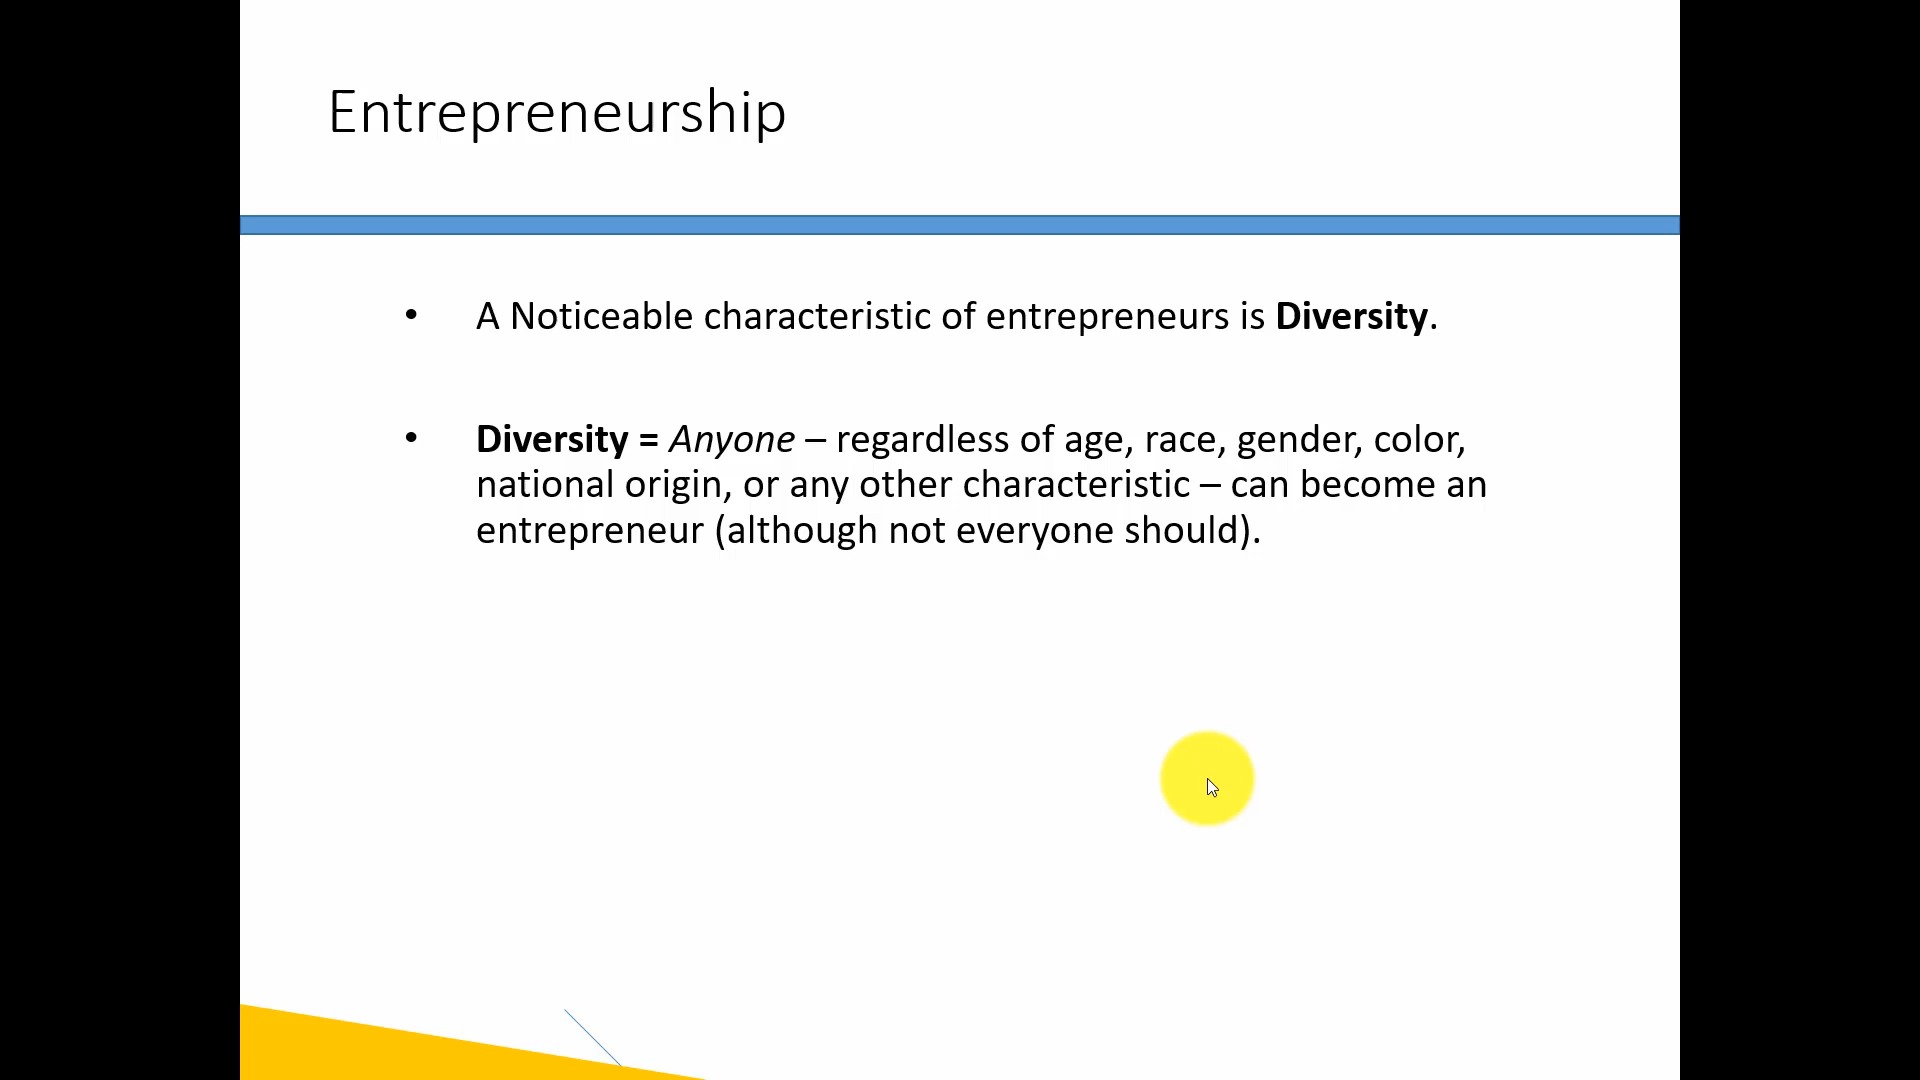 Entrepreneurship
• A Noticeable characteristic of entrepreneurs is Diversity.
• Diversity = Anyone – regardless of age, race, gender, color,
national origin, or any other characteristic – can become an
entrepreneur (although not everyone should).